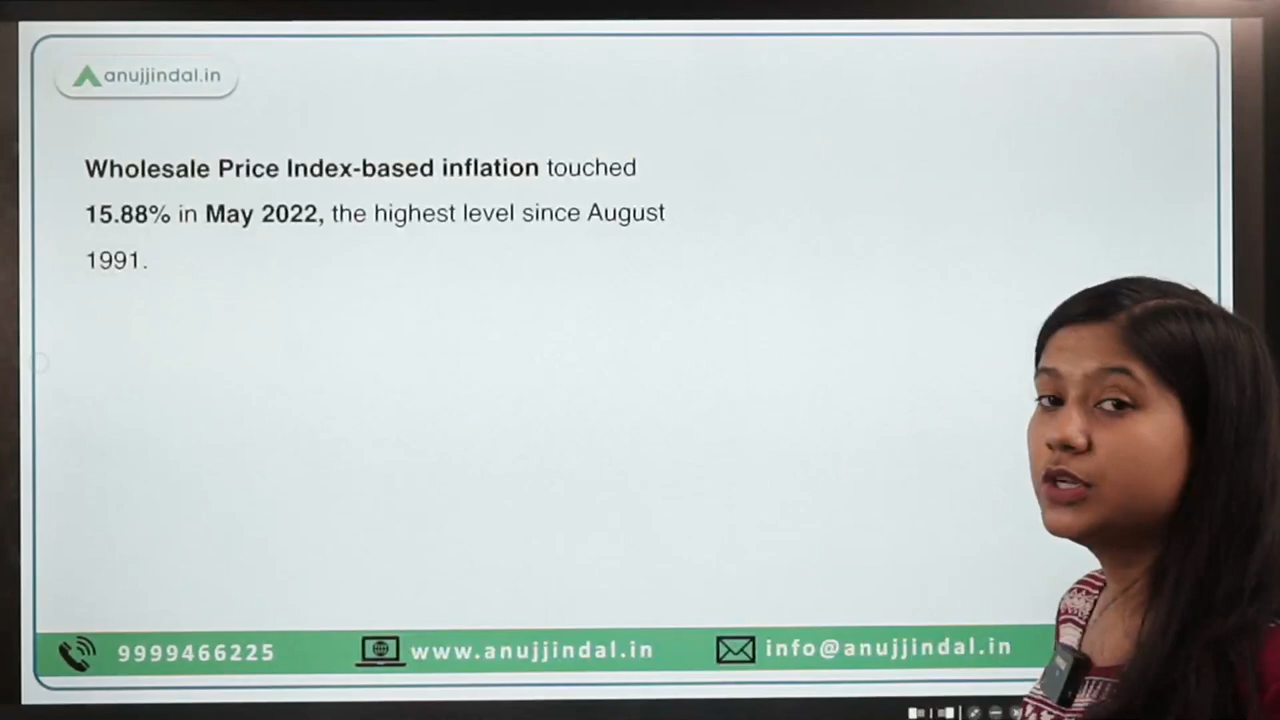 anujjindal.in
Wholesale Price Index-based inflation touched
15.88% in May 2022, the highest level since August
1991.
9999466225 www.anujjindal.in info@anujjindal.in